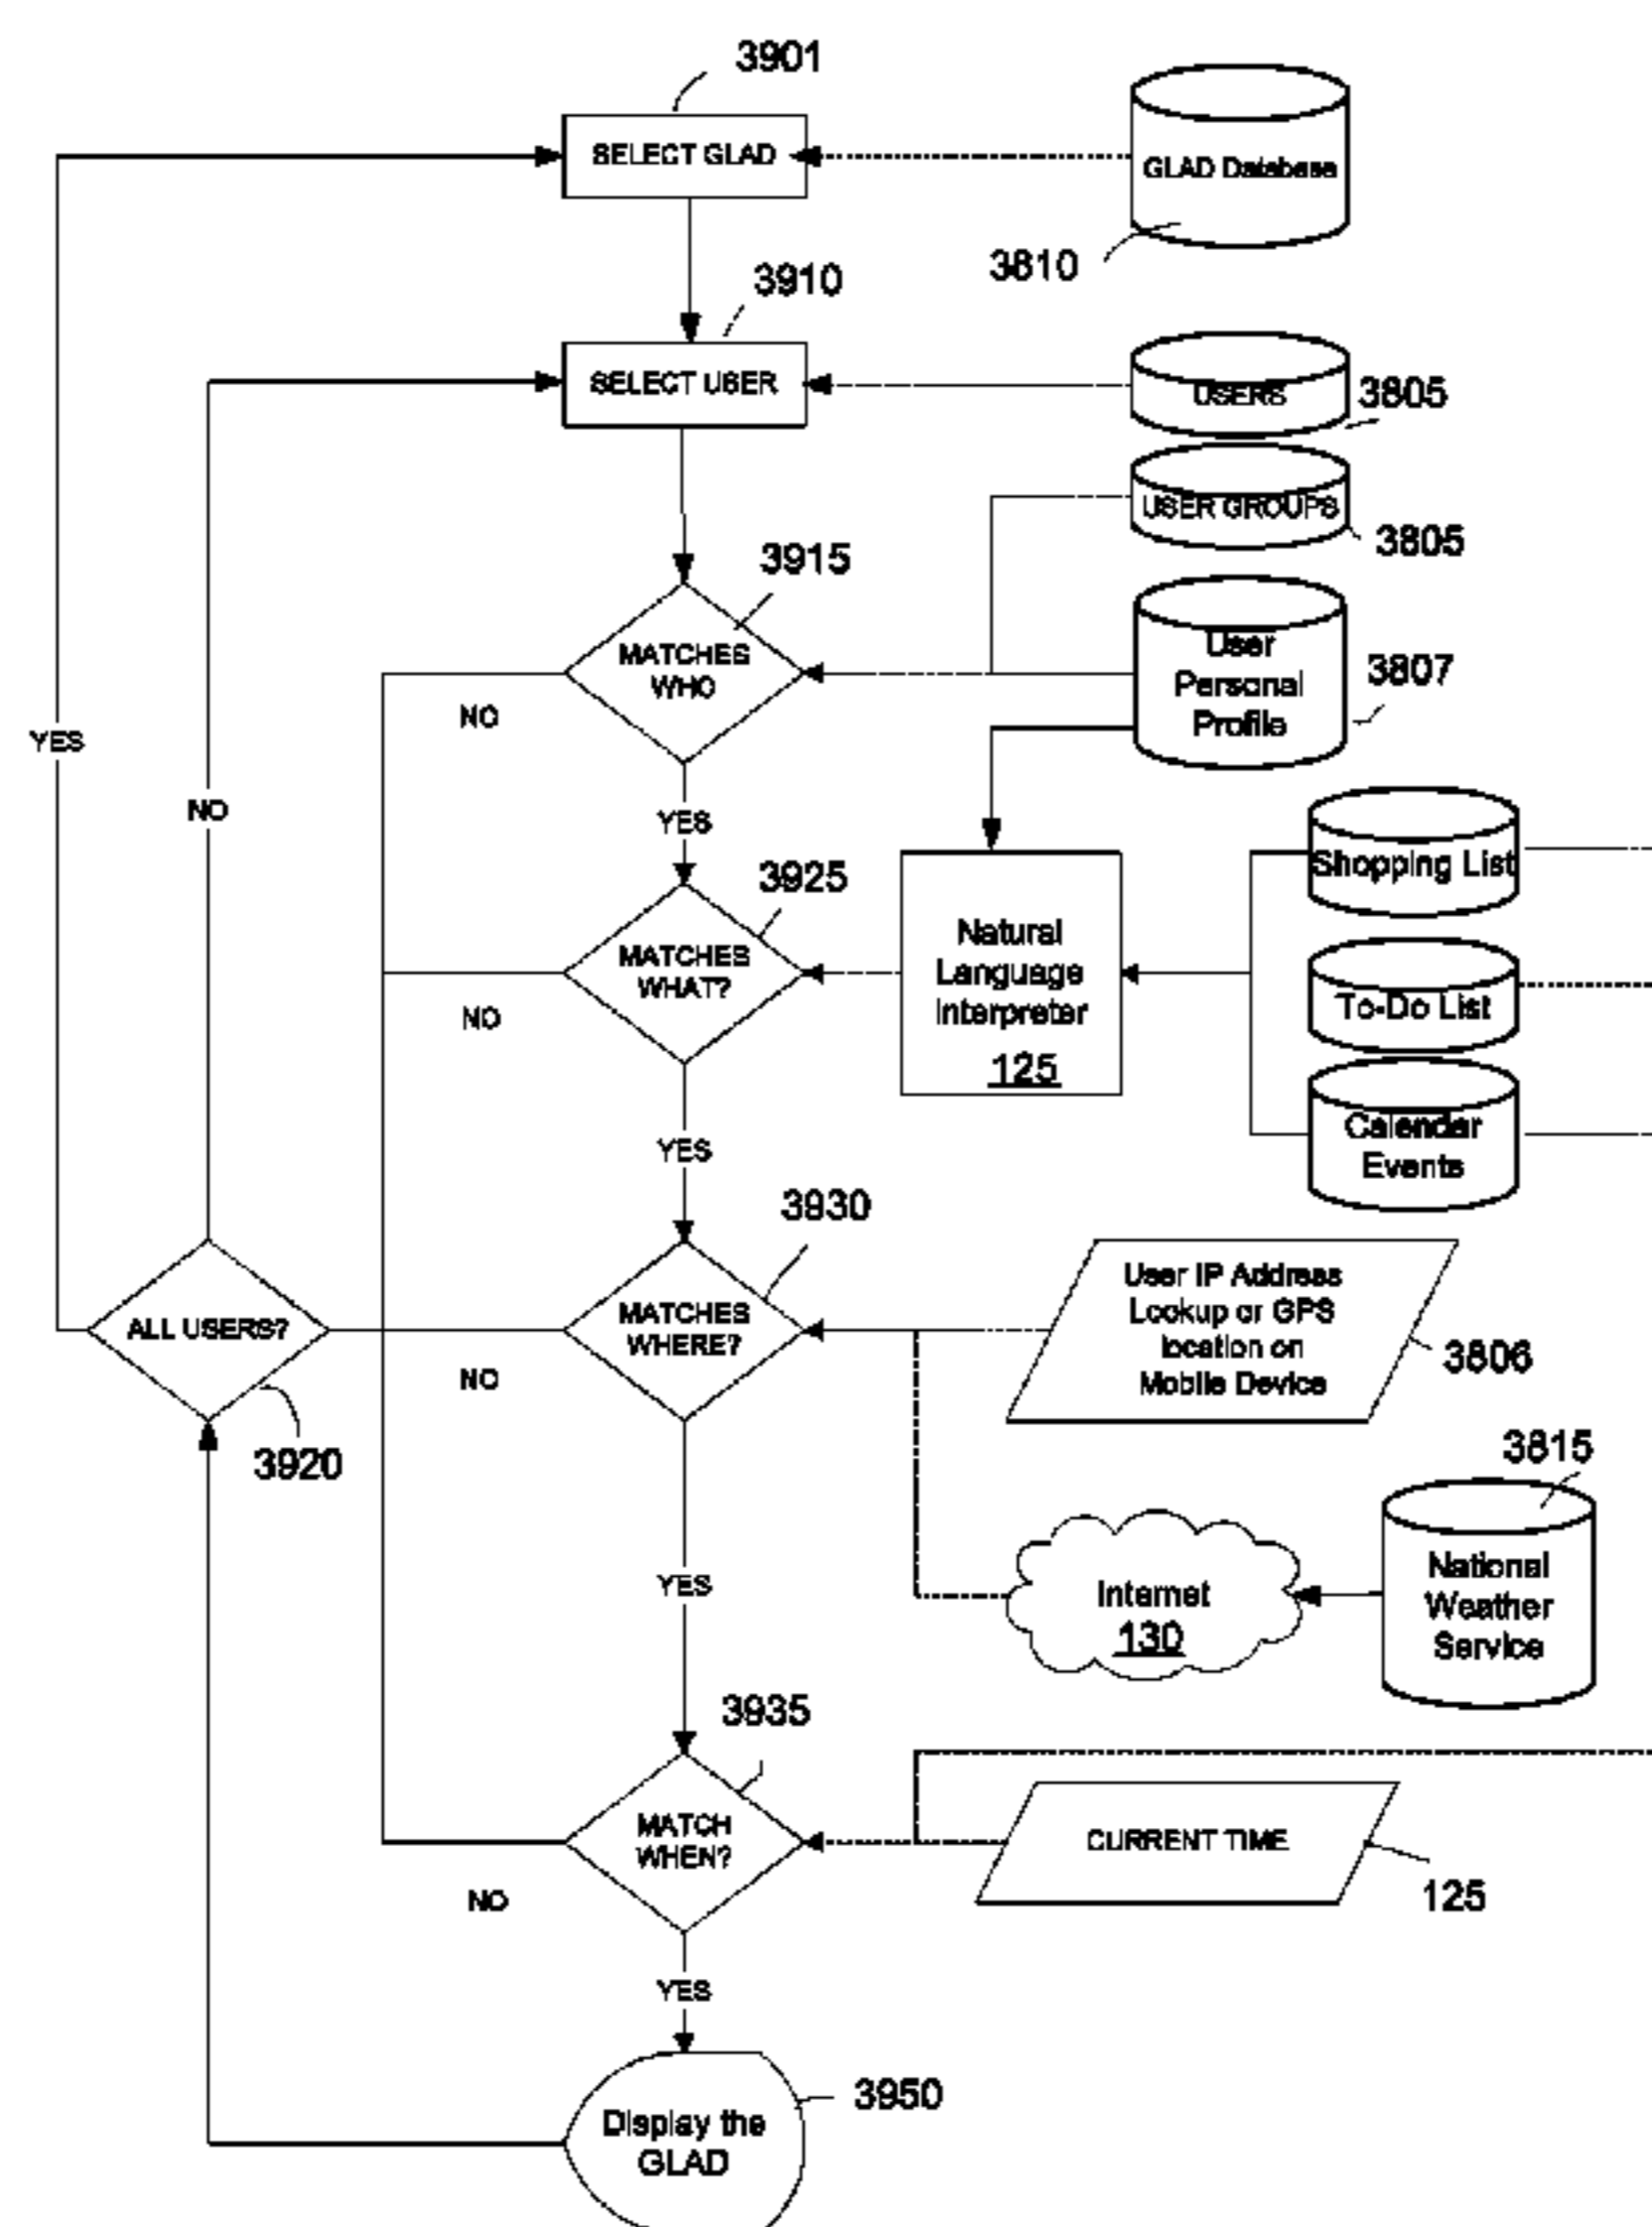 3901
SELECT GLAD
GLAD Database
3810
3910
SELECT USER
USERS
3805
USER GROUPS
3805
3915
MATCHES
WHO
User
Personal
Profile
3807
NO
YES
NO
YES
3925
MATCHES
WHAT?
NO
Natural
Language
Interpreter
125
Shopping List
To-Do List
Calendar
Events
YES
3930
MATCHES
WHERE?
ALL USERS?
NO
3920
User IP Address
Lookup or GPS
location on
Mobile Device
3806
3815
National
Weather
Service
Internet
130
YES
3935
MATCH
WHEN?
NO
CURRENT TIME
125
YES
Display the
GLAD
3950